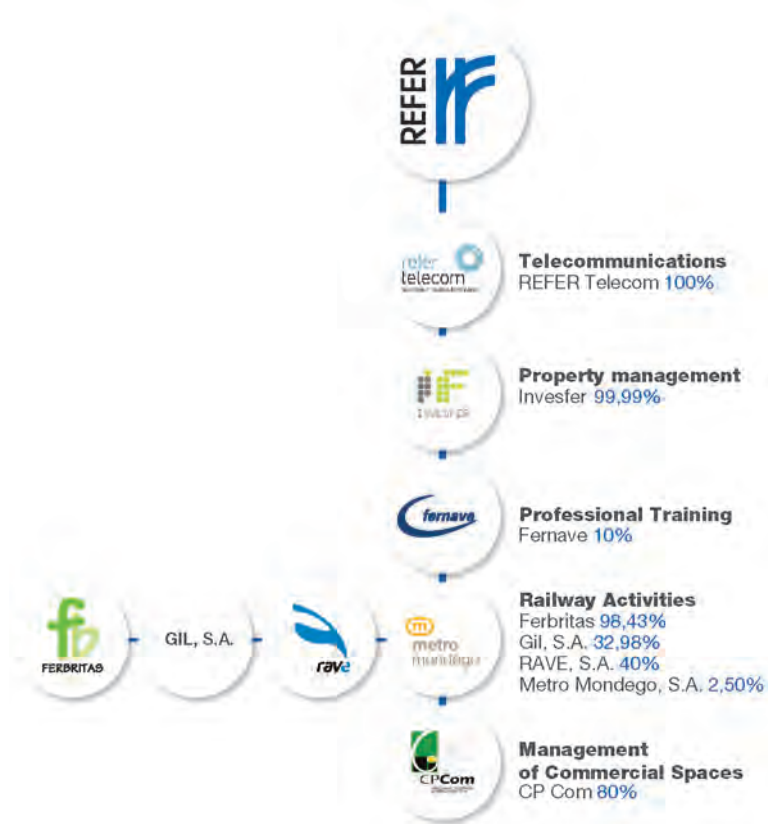 REFER
refer
telecom
Telecommunications
REFER Telecom 100%
INVESFER
Property management
Invesfer 99,99%
fernave
Professional Training
Fernave 10%
FERBRITAS
GIL, S.A.
rave
metro
mondego
Railway Activities
Ferbritas 98,43%
Gil, S.A. 32,98%
RAVE, S.A. 40%
Metro Mondego, S.A. 2,50%
CPCom
Management
of Commercial Spaces
CP Com 80%